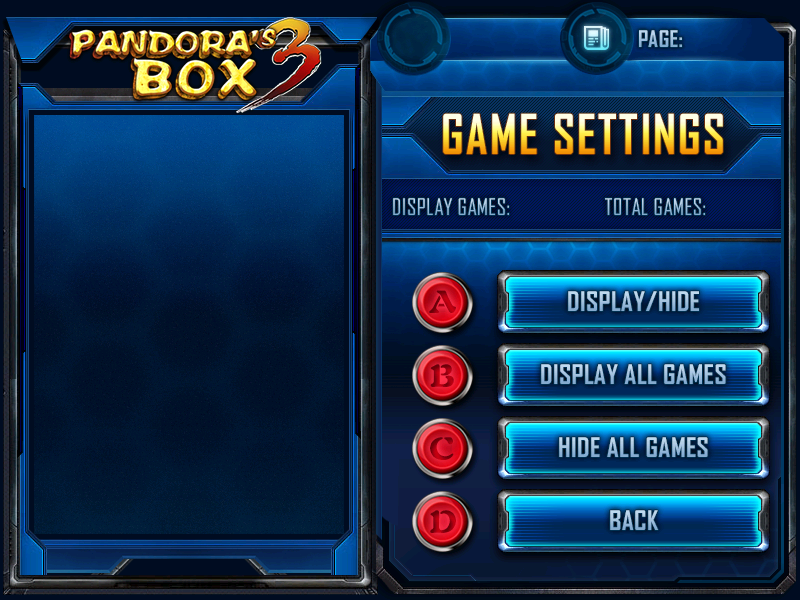 PANDORA'S
BOX 3
PAGE:
GAME SETTINGS
DISPLAY GAMES:
TOTAL GAMES:
A
DISPLAY/HIDE
B
DISPLAY ALL GAMES
C
HIDE ALL GAMES
D
BACK